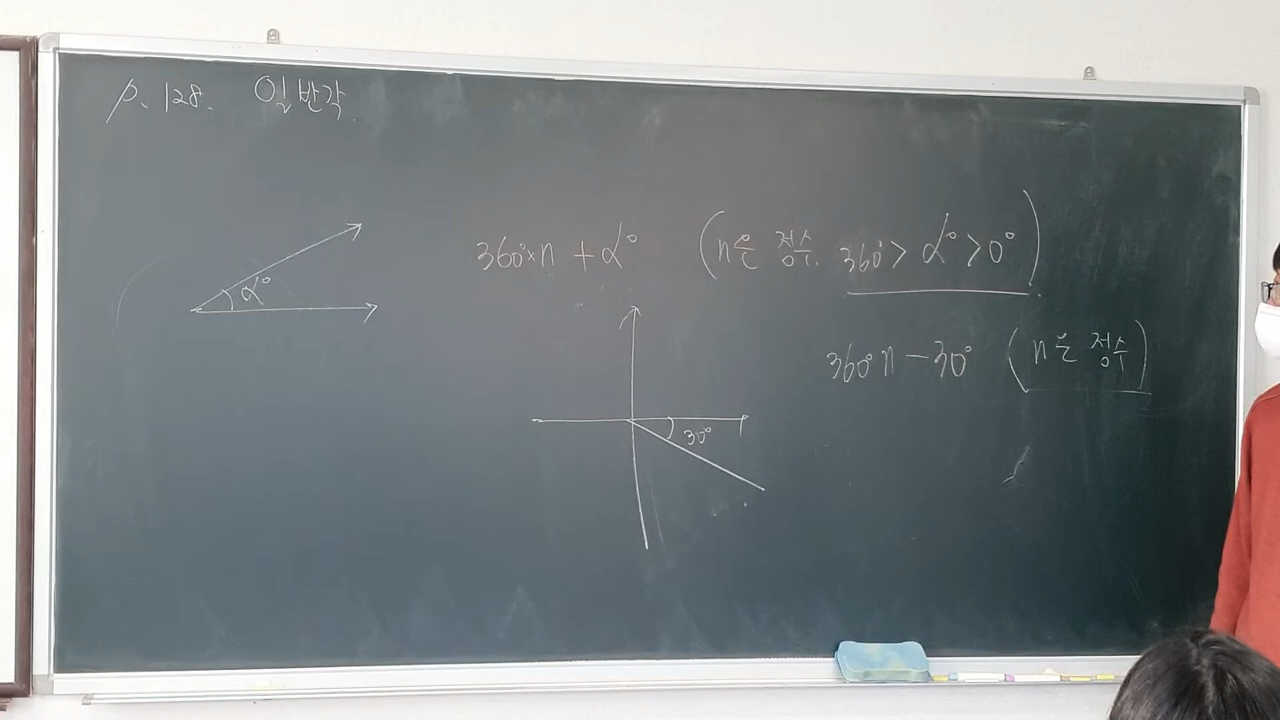 p. 128. 일반각
α°
360°×n + α° (n은 정수. 360° > α° > 0°)
360°n - 30° (n은 정수)
30°